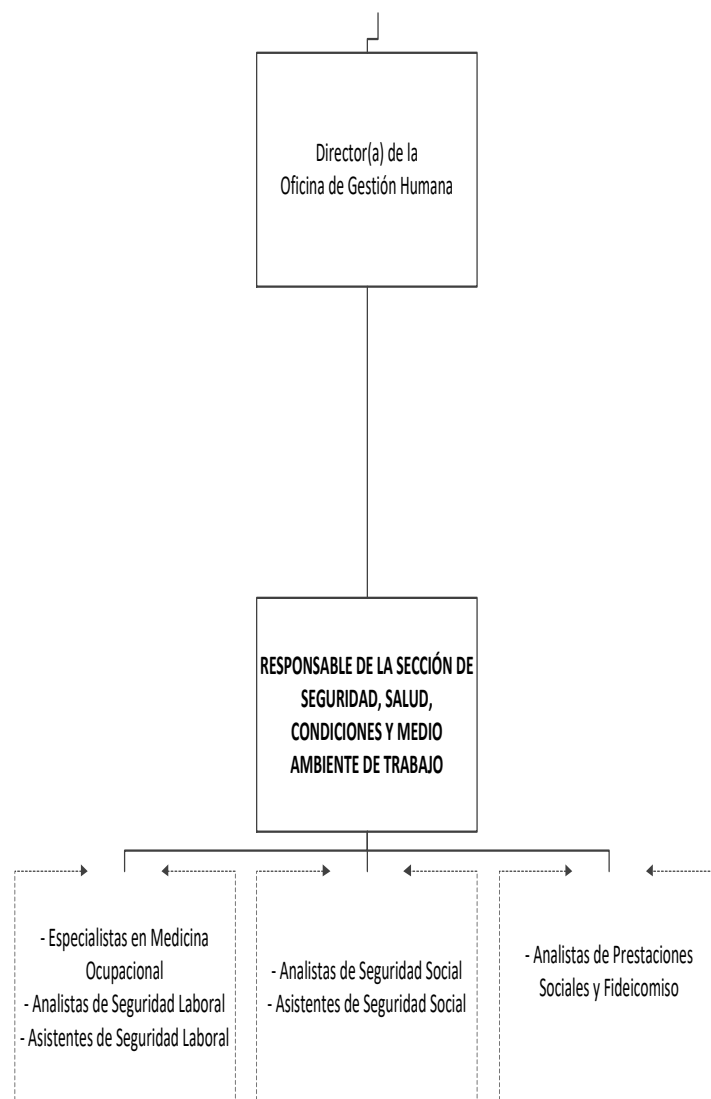 Director(a) de la
Oficina de Gestión Humana
RESPONSABLE DE LA SECCIÓN DE
SEGURIDAD, SALUD,
CONDICIONES Y MEDIO
AMBIENTE DE TRABAJO
- Especialistas en Medicina
Ocupacional
- Analistas de Seguridad Laboral
- Asistentes de Seguridad Laboral
- Analistas de Seguridad Social
- Asistentes de Seguridad Social
- Analistas de Prestaciones
Sociales y Fideicomiso